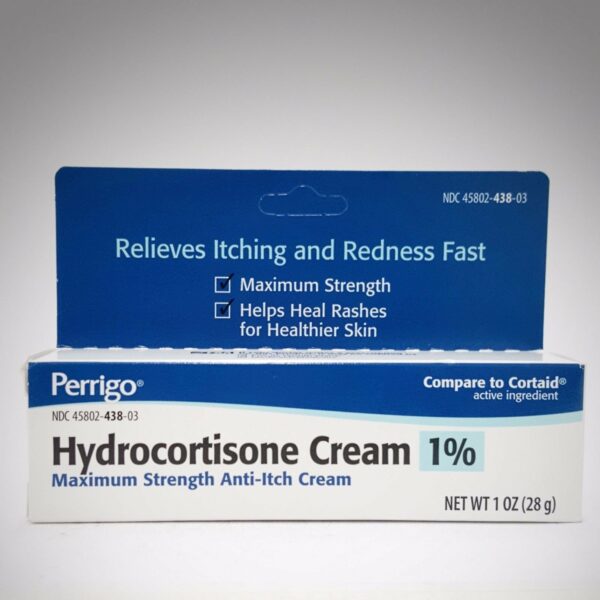 NDC 45802-438-03
Relieves Itching and Redness Fast
Maximum Strength
Helps Heal Rashes
for Healthier Skin
Perrigo®
Compare to Cortaid®
active ingredient
NDC 45802-438-03
Hydrocortisone Cream 1%
Maximum Strength Anti-Itch Cream
NET WT 1 OZ (28 g)